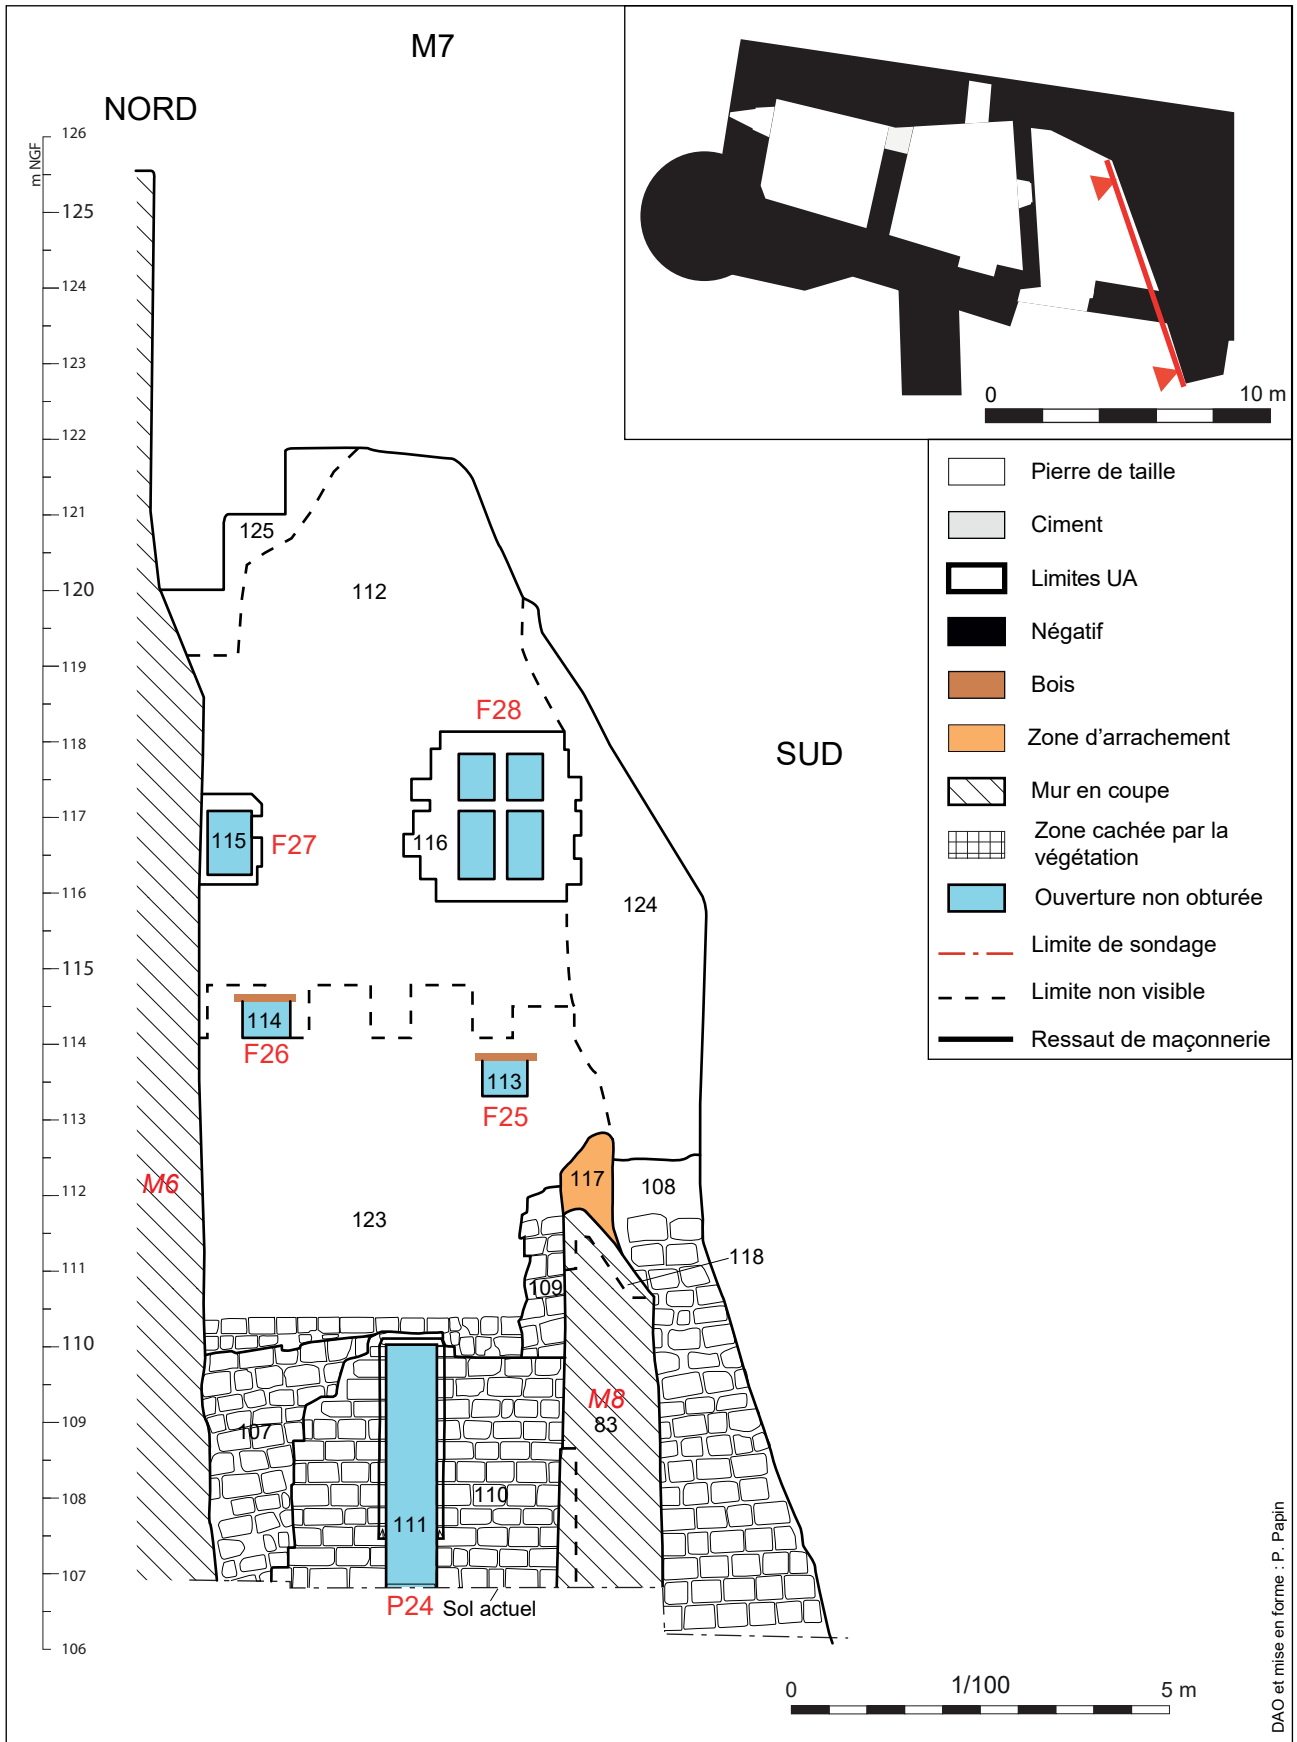 M7
NORD
m NGF
126
125
124
123
122
121
120
119
118
117
116
115
114
113
112
111
110
109
108
107
106
0
10 m
Pierre de taille
Ciment
Limites UA
Négatif
Bois
Zone d'arrachement
Mur en coupe
Zone cachée par la
végétation
Ouverture non obturée
Limite de sondage
Limite non visible
Ressaut de maçonnerie
125
112
F28
SUD
115
F27
116
124
114
F26
113
F25
M6
117
108
123
118
109
M8
83
107
110
111
P24
Sol actuel
0
1/100
5 m
DAO et mise en forme : P. Papin